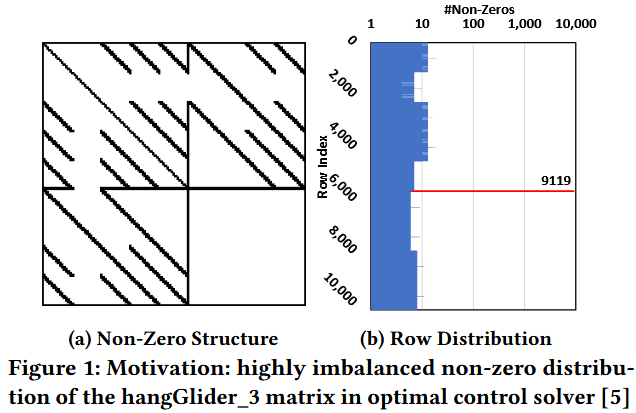 #Non-Zeros
1 10 100 1,000 10,000
0
2,000
4,000
6,000
8,000
10,000
Row Index
9119
(a) Non-Zero Structure
(b) Row Distribution
Figure 1: Motivation: highly imbalanced non-zero distribu-
tion of the hangGlider_3 matrix in optimal control solver [5]